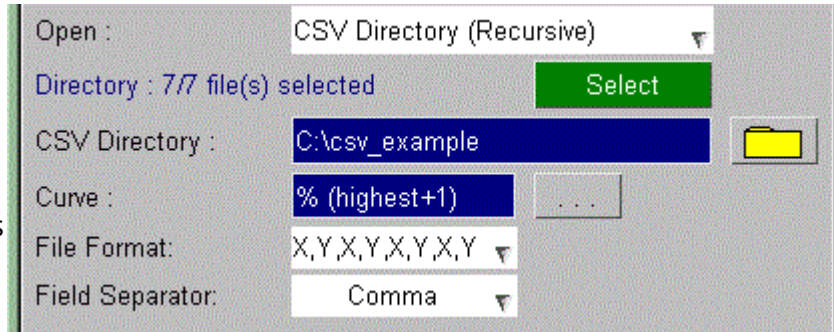 Open : CSV Directory (Recursive)
Directory : 7/7 file(s) selected Select
CSV Directory : C:\csv_example
Curve : % (highest+1) ...
s
File Format: X,Y,X,Y,X,Y,X,Y
Field Separator: Comma